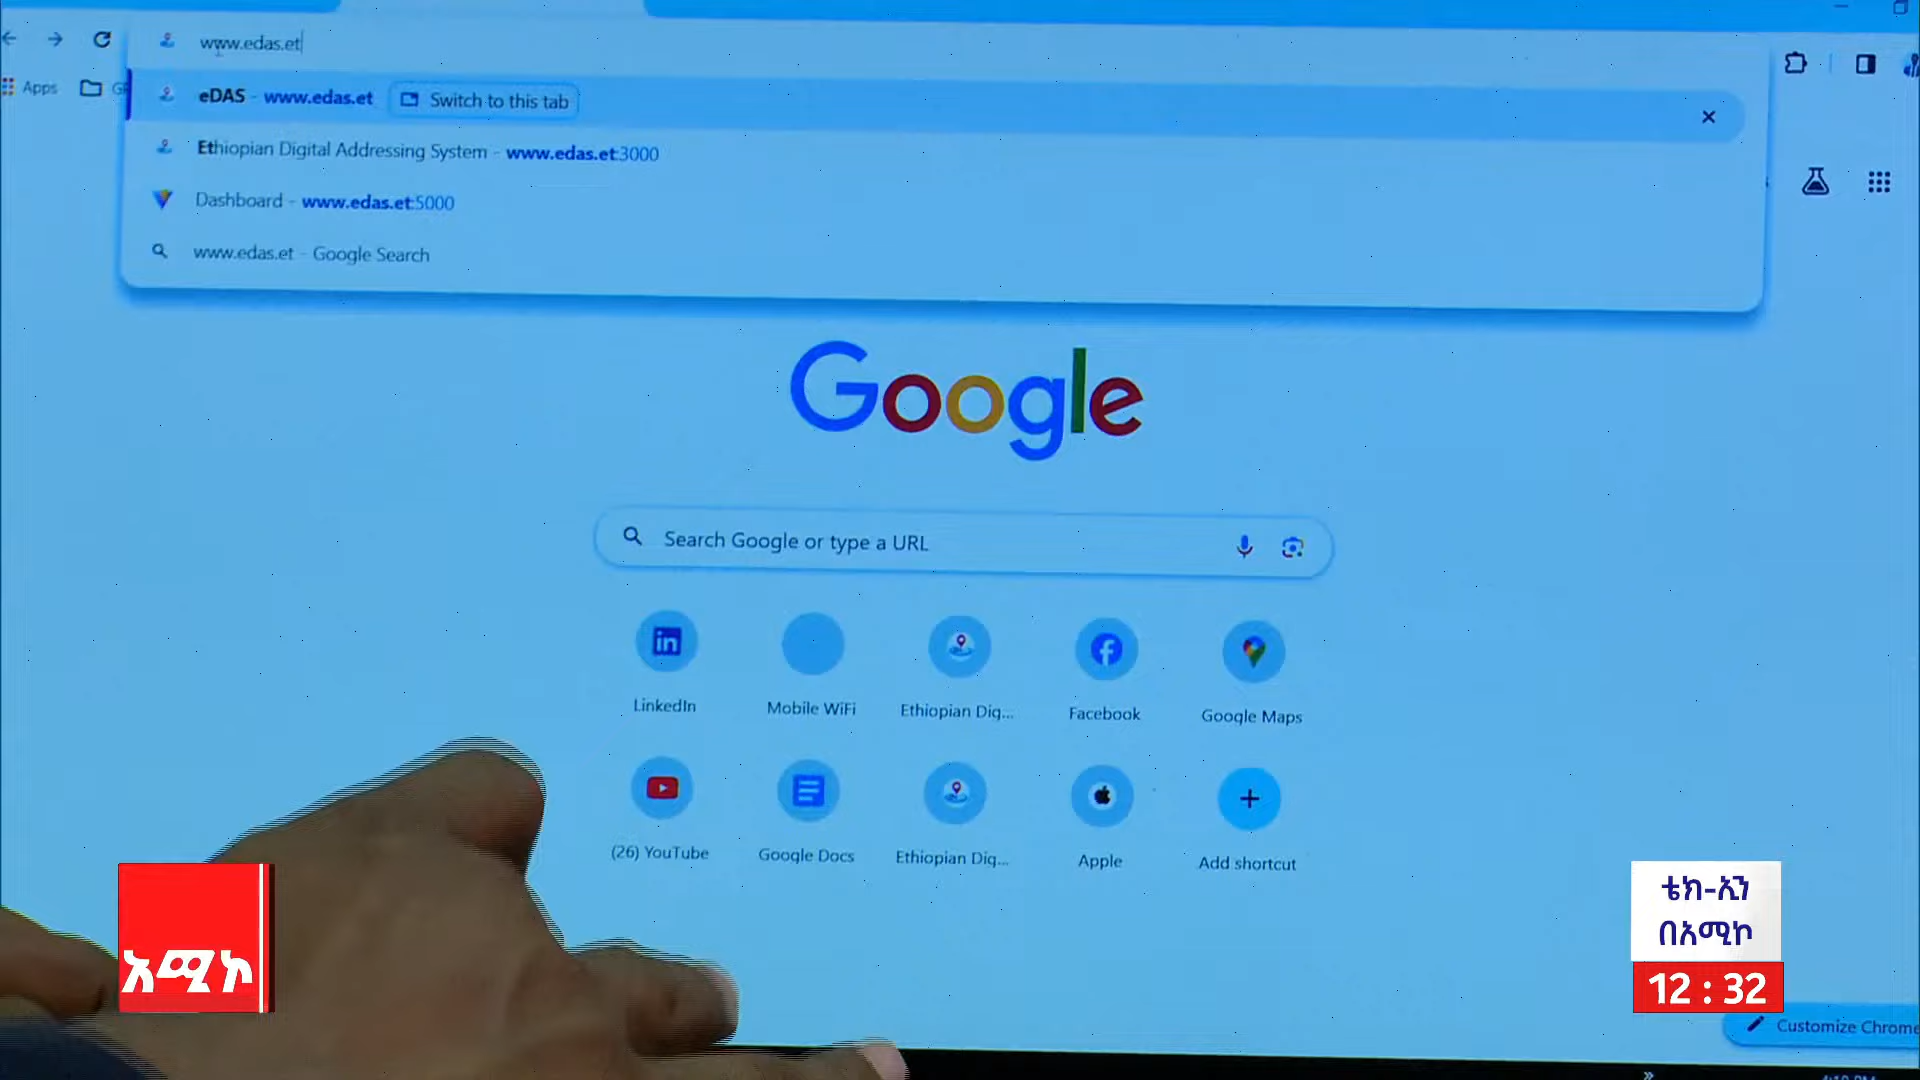 www.edas.et
Apps
eDAS - www.edas.et Switch to this tab
Ethiopian Digital Addressing System - www.edas.et:3000
Dashboard - www.edas.et:5000
www.edas.et - Google Search
Google
Search Google or type a URL
LinkedIn
Mobile WiFi
Ethiopian Dig...
Facebook
Google Maps
(26) YouTube
Google Docs
Ethiopian Dig...
Apple
Add shortcut
አሚኮ
ቴክ-ኢን
በአሚኮ
12 : 32
Customize Chrome